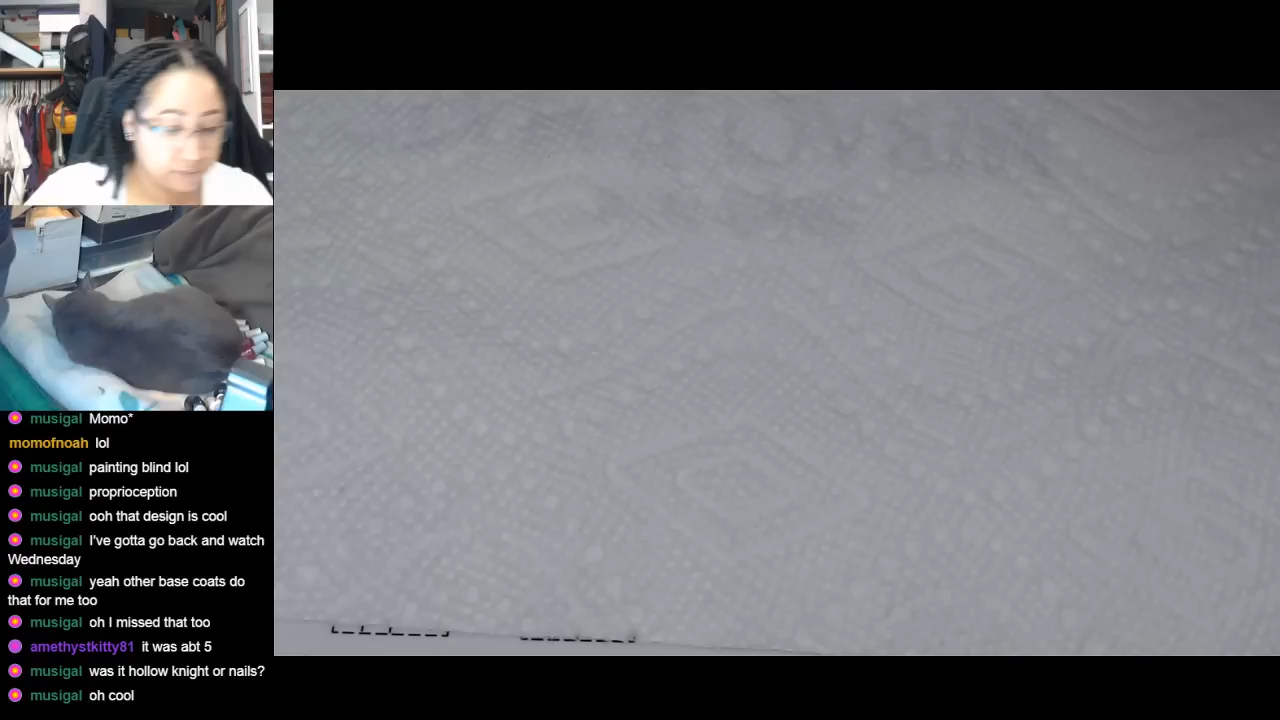 musigal Momo*
momofnoah lol
musigal painting blind lol
musigal proprioception
musigal ooh that design is cool
musigal I've gotta go back and watch
Wednesday
musigal yeah other base coats do
that for me too
musigal oh I missed that too
amethystkitty81 it was abt 5
musigal was it hollow knight or nails?
musigal oh cool